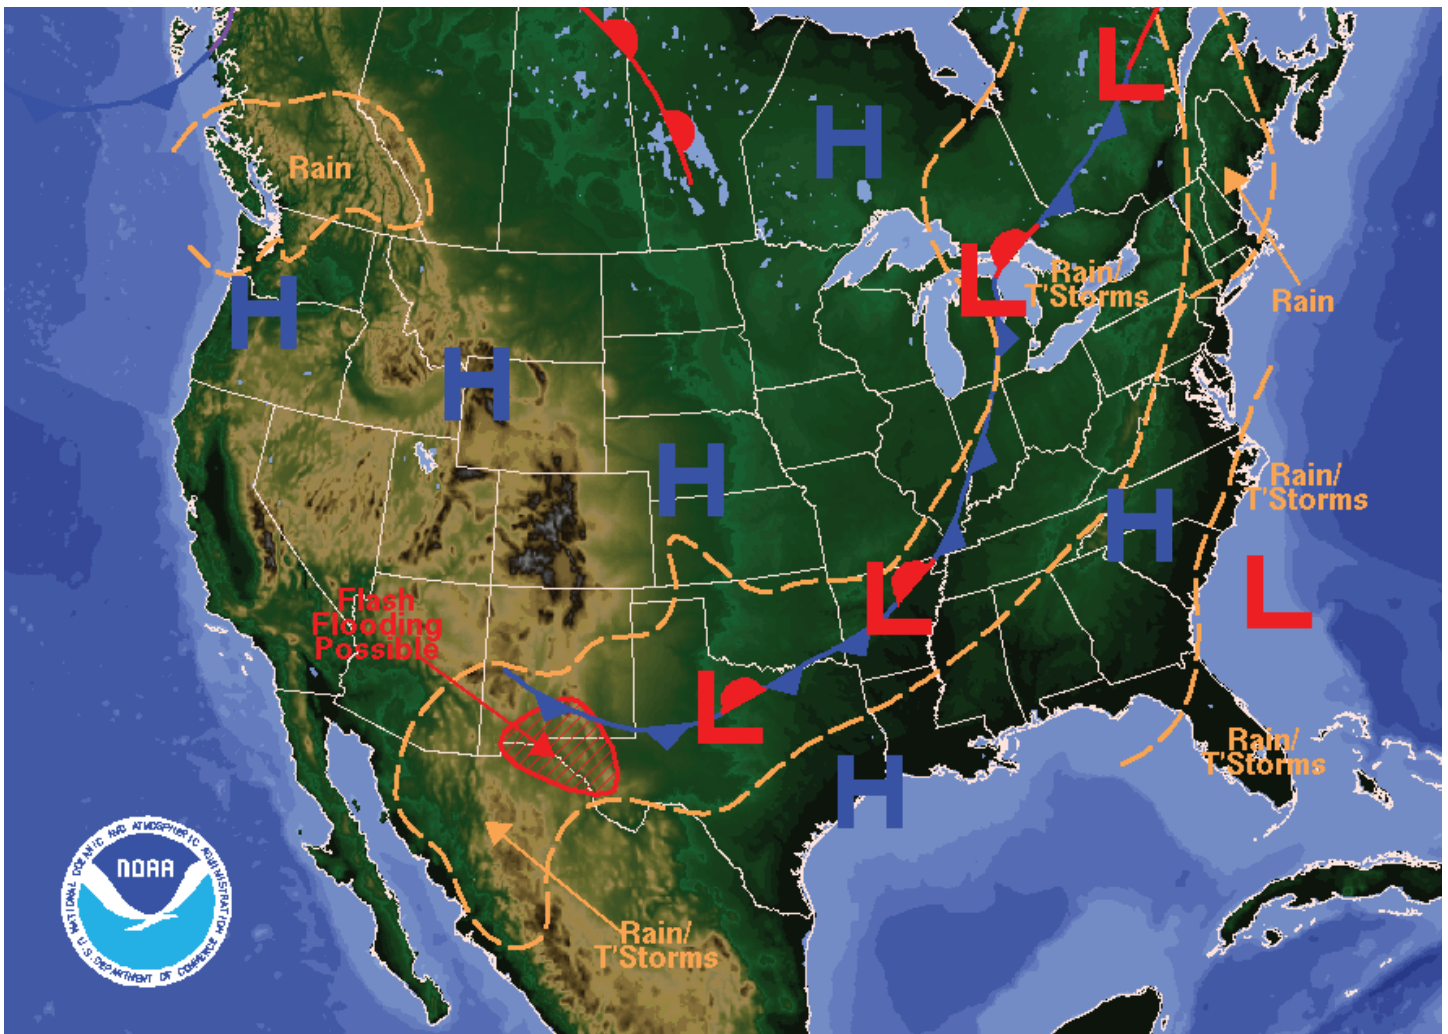 L
H
Rain
Rain
H
L
Rain/
T'Storms
H
H
H
Rain/
T'Storms
H
L
L
Flash
Flooding
Possible
L
Rain/
T'Storms
H
NOAA
NATIONAL OCEANIC AND ATMOSPHERIC ADMINISTRATION
U.S. DEPARTMENT OF COMMERCE
Rain/
T'Storms